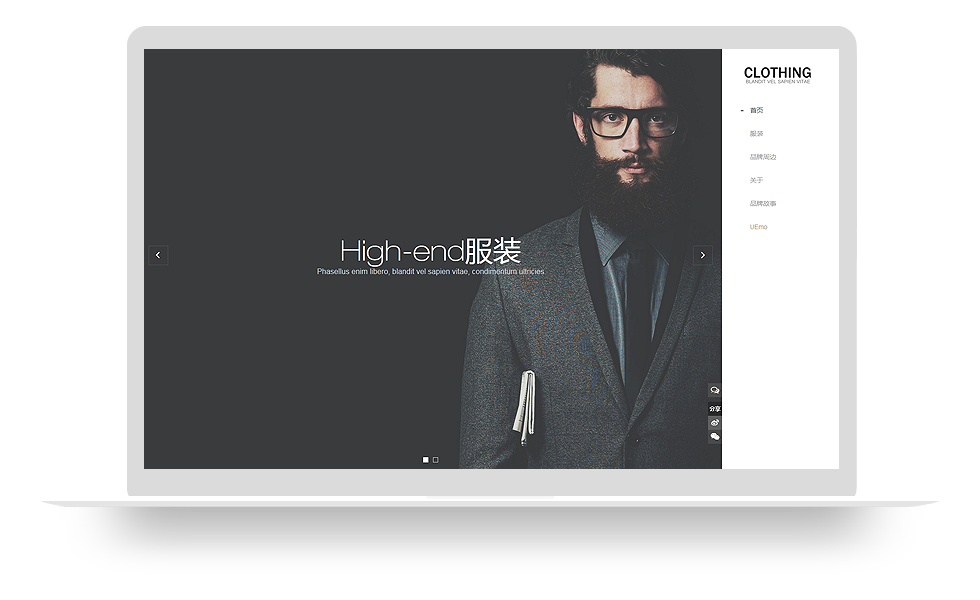 CLOTHING
BLANDIT VEL SAPIEN VITAE
首页
服装
品牌周边
关于
品牌故事
UEmo
High-end服装
Phasellus enim libero, blandit vel sapien vitae, condimentum ultricies
分享